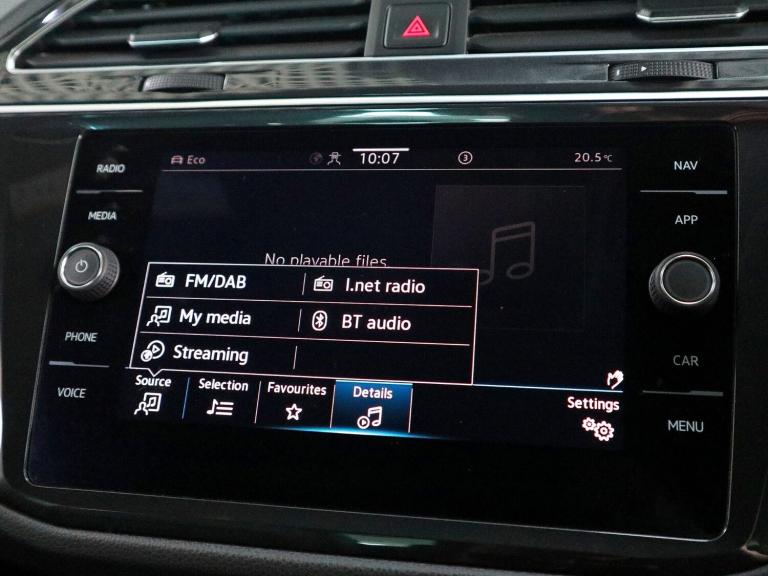 RADIO
MEDIA
PHONE
VOICE
Eco
10:07
3
20.5°C
No playable files.
FM/DAB
I.net radio
My media
BT audio
Streaming
Source
Selection
Favourites
Details
Settings
NAV
APP
CAR
MENU